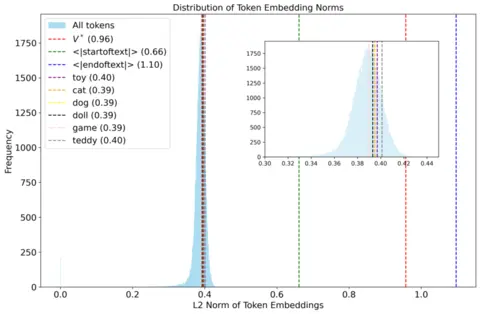 Distribution of Token Embedding Norms
All tokens
V* (0.96)
<|startoftext|> (0.66)
<|endoftext|> (1.10)
toy (0.40)
cat (0.39)
dog (0.39)
doll (0.39)
game (0.39)
teddy (0.40)
Frequency
1750
1500
1250
1000
750
500
250
0
1750
1500
1250
1000
750
500
250
0
0.30 0.32 0.34 0.36 0.38 0.40 0.42 0.44
0.0 0.2 0.4 0.6 0.8 1.0
L2 Norm of Token Embeddings